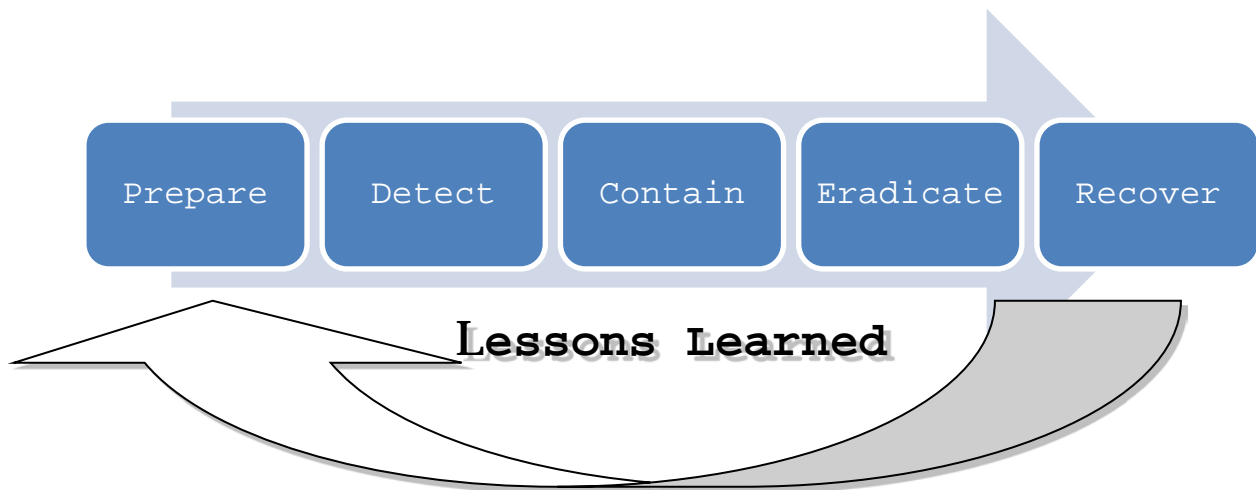 Prepare
Detect
Contain
Eradicate
Recover
Lessons Learned